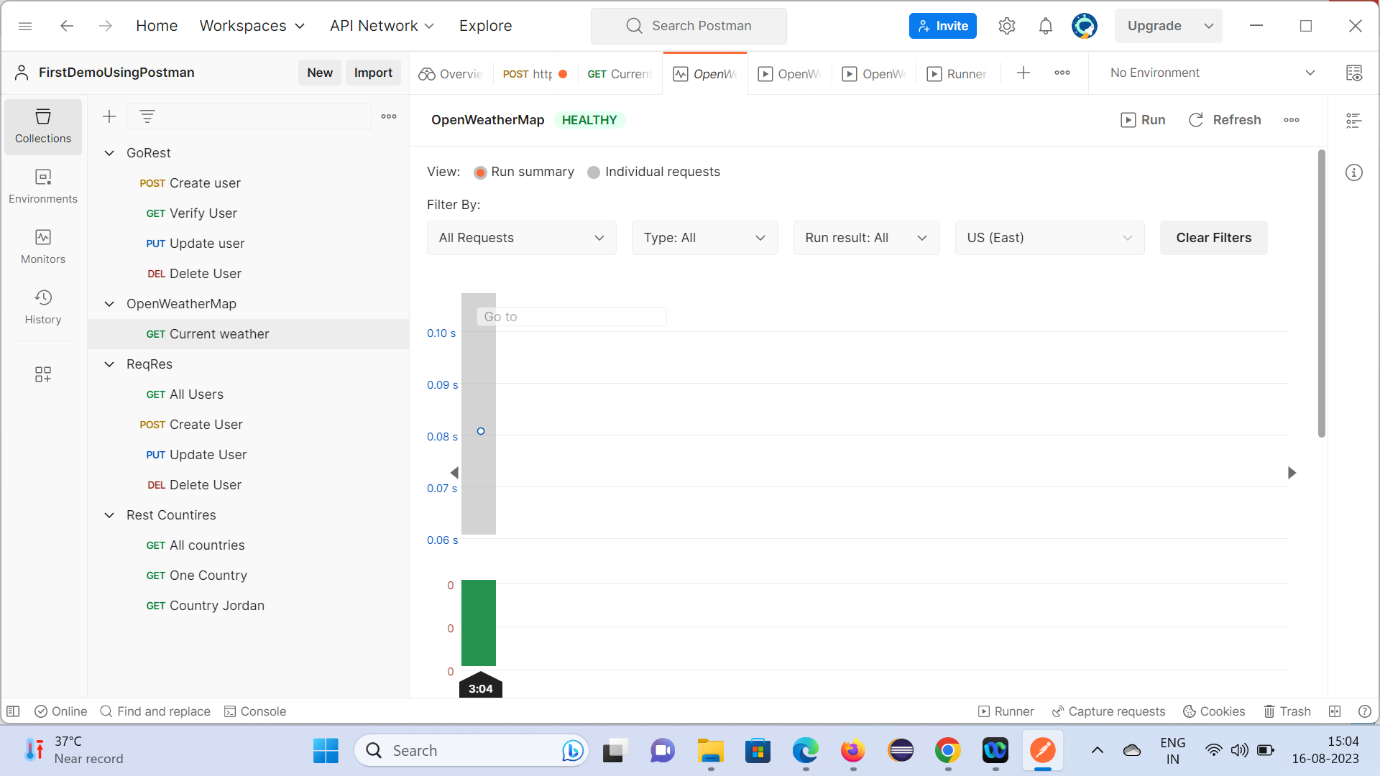 Home Workspaces API Network Explore Search Postman Invite Upgrade
FirstDemoUsingPostman New Import Overvie POST http GET Current OpenWe OpenWe OpenWe Runner No Environment
OpenWeatherMap HEALTHY Run Refresh
Collections
Environments
Monitors
History
GoRest
POST Create user
GET Verify User
PUT Update user
DEL Delete User
OpenWeatherMap
GET Current weather
ReqRes
GET All Users
POST Create User
PUT Update User
DEL Delete User
Rest Countires
GET All countries
GET One Country
GET Country Jordan
View: Run summary Individual requests
Filter By:
All Requests Type: All Run result: All US (East) Clear Filters
Go to
0.10 s
0.09 s
0.08 s
0.07 s
0.06 s
0
0
0
3:04
Online Find and replace Console Runner Capture requests Cookies Trash
37°C
Near record
Search
ENG
IN
15:04
16-08-2023